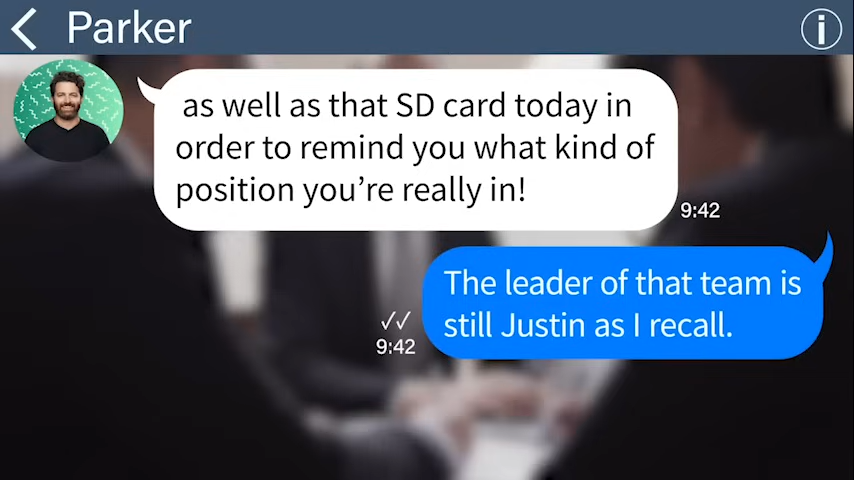 Parker
as well as that SD card today in
order to remind you what kind of
position you’re really in!
9:42
The leader of that team is
still Justin as I recall.
9:42